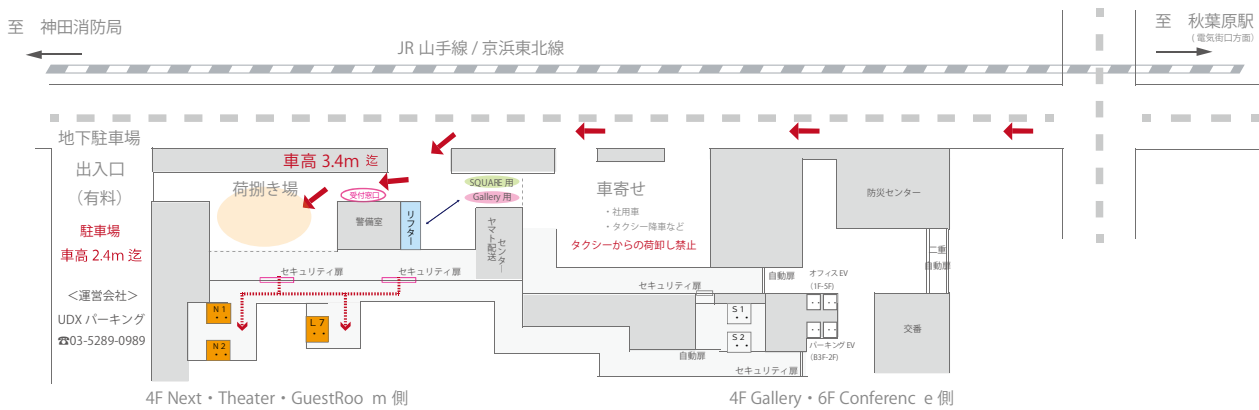 至 神田消防局
至 秋葉原駅
(電気街口方面)
JR 山手線 / 京浜東北線
地下駐車場
出入口
(有料)
駐車場
車高 2.4m 迄
＜運営会社＞
UDX パーキング
☎03-5289-0989
車高 3.4m 迄
荷捌き場
受付窓口
警備室
リフター
SQUARE 用
Gallery 用
ヤマト配送
センター
車寄せ
・社用車
・タクシー降車など
タクシーからの荷卸し禁止
防災センター
二重
自動扉
セキュリティ扉
セキュリティ扉
セキュリティ扉
自動扉
オフィス EV
(1F-5F)
N 1
N 2
L 7
S 1
S 2
パーキング EV
(B3F-2F)
交番
自動扉
セキュリティ扉
4F Next・Theater・GuestRoo m 側
4F Gallery・6F Conferenc e 側